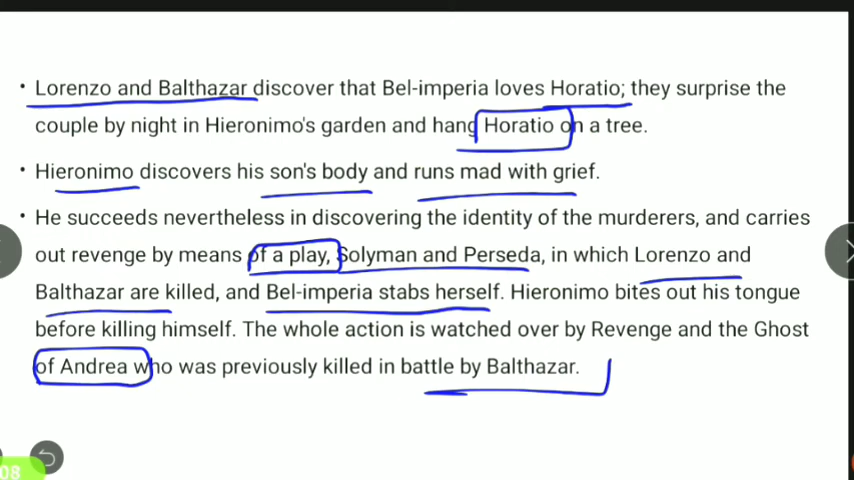 • Lorenzo and Balthazar discover that Bel-imperia loves Horatio; they surprise the
couple by night in Hieronimo's garden and hang Horatio on a tree.
• Hieronimo discovers his son's body and runs mad with grief.
• He succeeds nevertheless in discovering the identity of the murderers, and carries
out revenge by means of a play, Solyman and Perseda, in which Lorenzo and
Balthazar are killed, and Bel-imperia stabs herself. Hieronimo bites out his tongue
before killing himself. The whole action is watched over by Revenge and the Ghost
of Andrea who was previously killed in battle by Balthazar.
08